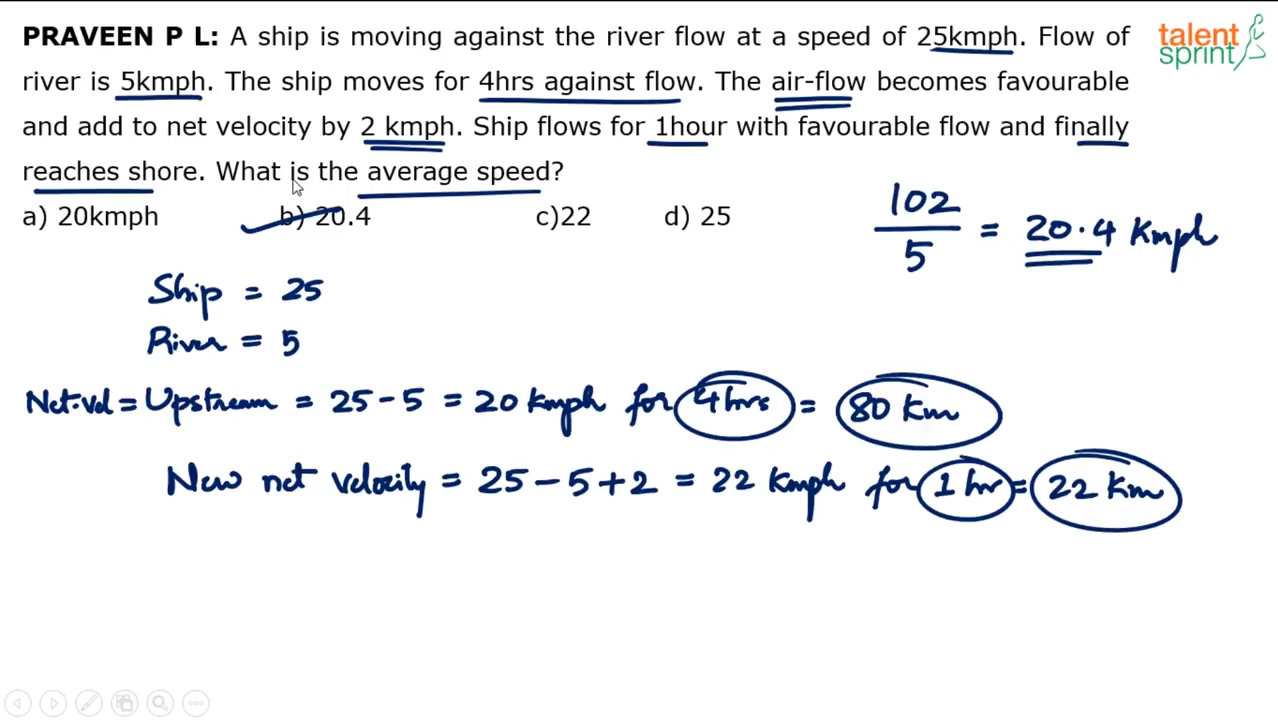 PRAVEEN P L: A ship is moving against the river flow at a speed of 25kmph. Flow of
river is 5kmph. The ship moves for 4hrs against flow. The air-flow becomes favourable
and add to net velocity by 2 kmph. Ship flows for 1hour with favourable flow and finally
reaches shore. What is the average speed?
talent
sprint
a) 20kmph b) 20.4 c)22 d) 25
102
5
= 20.4 Kmph
Ship = 25
River = 5
Net.vel = Upstream = 25 - 5 = 20 Kmph for 4hrs = 80 Km
New net velocity = 25 - 5 + 2 = 22 Kmph for 1 hr = 22 Km